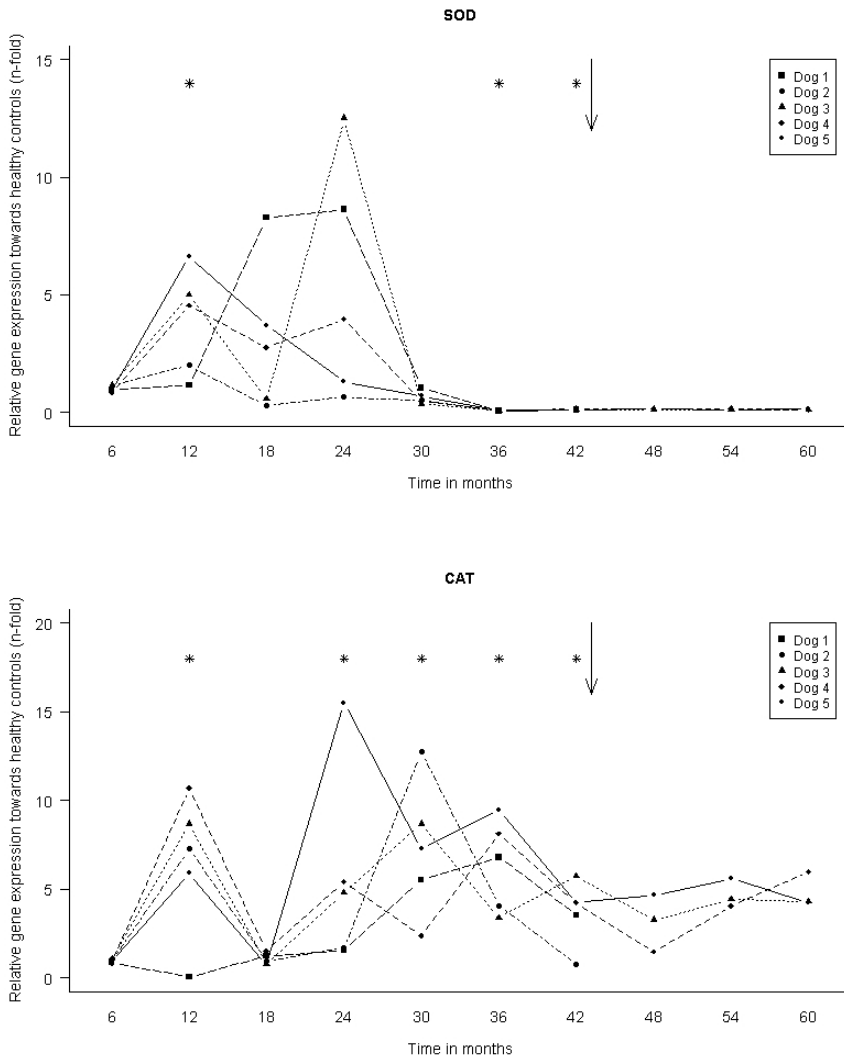 SOD
Relative gene expression towards healthy controls (n-fold)
15
10
5
0
* * *
Dog 1
Dog 2
Dog 3
Dog 4
Dog 5
6 12 18 24 30 36 42 48 54 60
Time in months
CAT
Relative gene expression towards healthy controls (n-fold)
20
15
10
5
0
* * * * *
Dog 1
Dog 2
Dog 3
Dog 4
Dog 5
6 12 18 24 30 36 42 48 54 60
Time in months